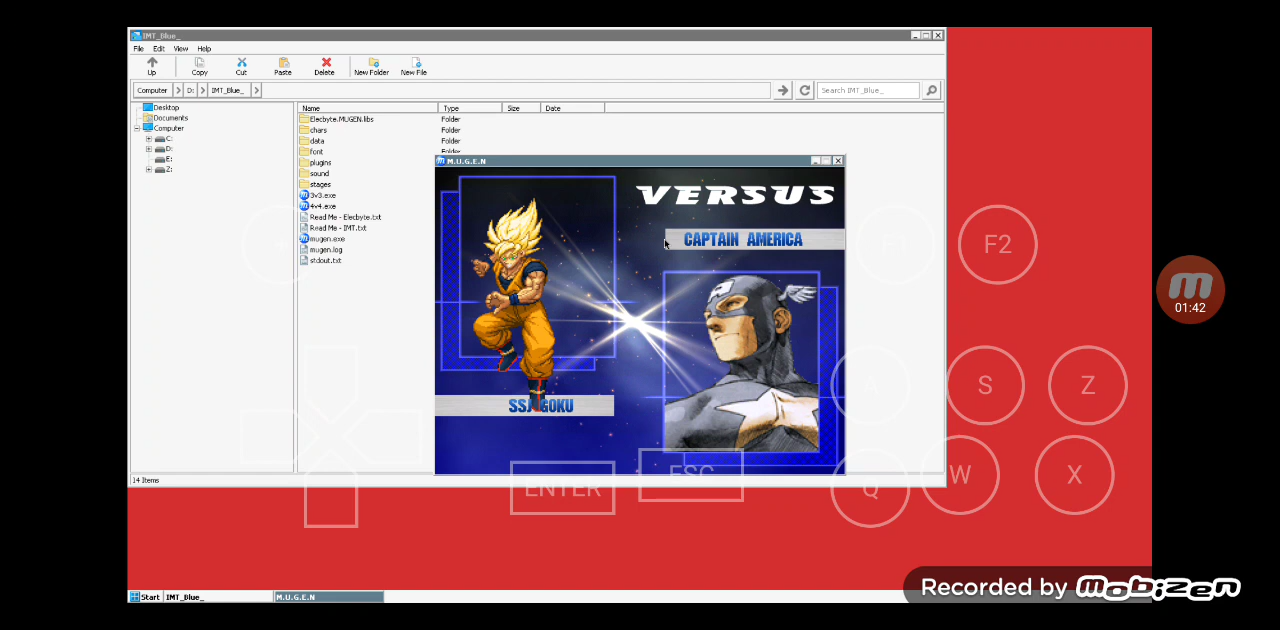 IMT_Blue_
File Edit View Help
Up Copy Cut Paste Delete New Folder New File
Computer D: IMT_Blue_ Search IMT_Blue_
Desktop
Documents
Computer
C:
D:
E:
Z:
Name Type Size Date
Elecbyte.MUGEN.libs Folder
chars Folder
data Folder
font Folder
plugins
sound
stages
3v3.exe
4v4.exe
Read Me - Elecbyte.txt
Read Me - IMT.txt
mugen.exe
mugen.log
stdout.txt
M.U.G.E.N
VERSUS
CAPTAIN AMERICA
SSJ GOKU
14 Items
F1 F2
A S Z
Q W X
ENTER ESC
01:42
Start IMT_Blue_ M.U.G.E.N
Recorded by mobizen